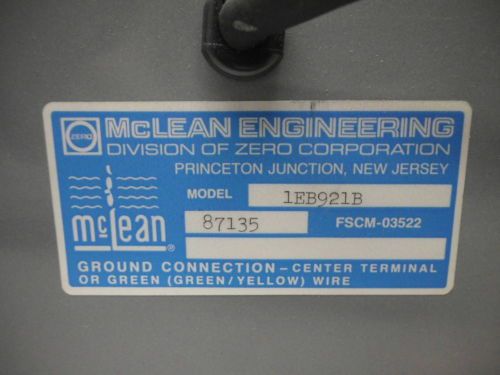 ZERO
McLEAN ENGINEERING
DIVISION OF ZERO CORPORATION
PRINCETON JUNCTION, NEW JERSEY
MODEL 1EB921B
mcLean ®
87135 FSCM-03522
GROUND CONNECTION – CENTER TERMINAL
OR GREEN (GREEN/YELLOW) WIRE